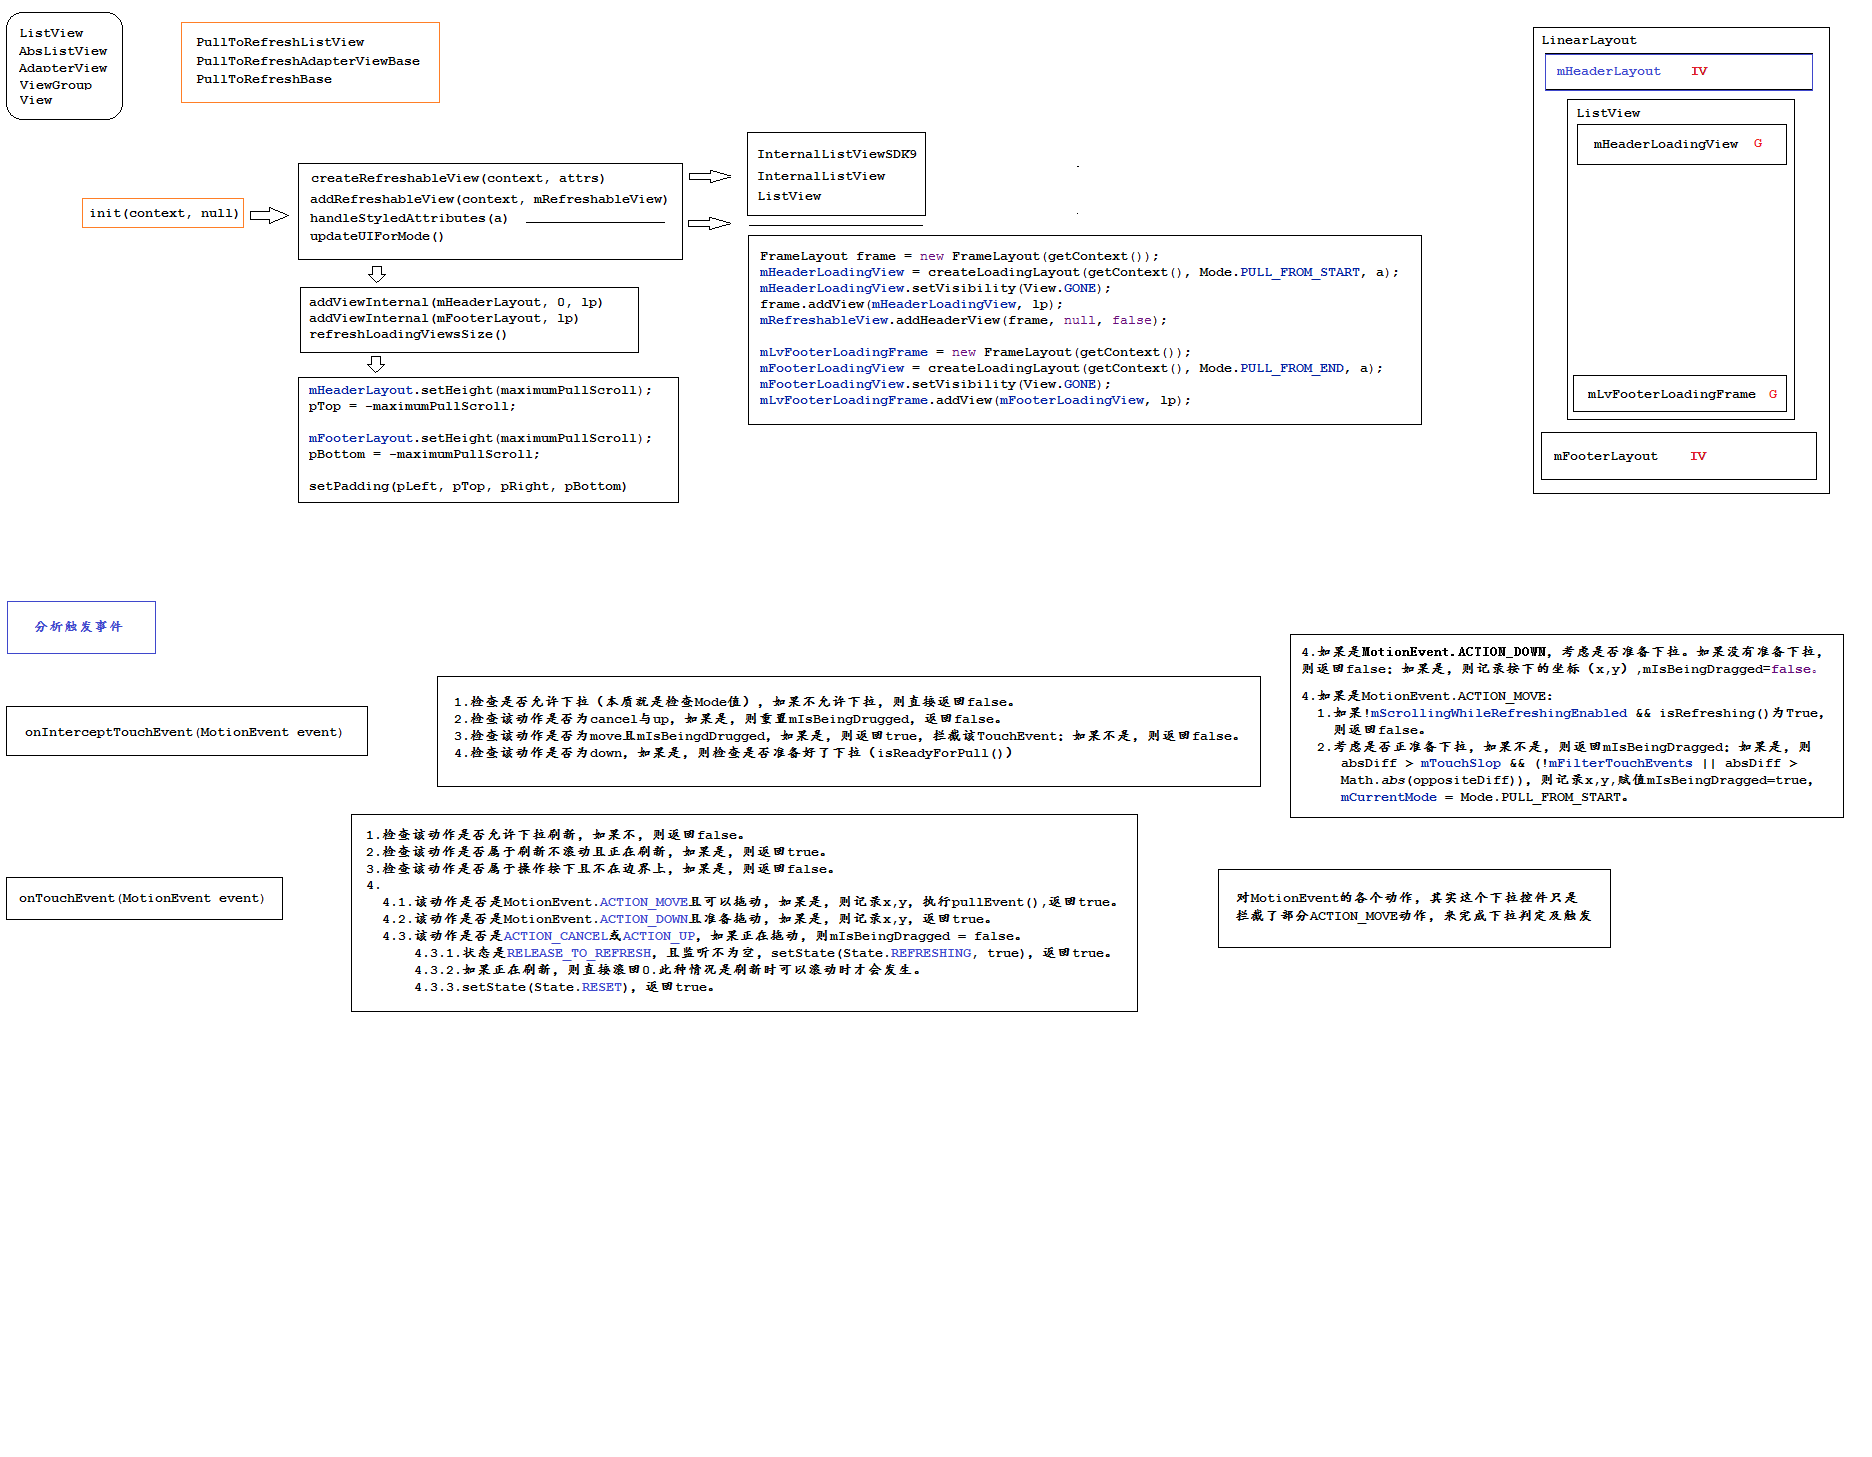 ListView
AbsListView
AdapterView
ViewGroup
View
PullToRefreshListView
PullToRefreshAdapterViewBase
PullToRefreshBase
init(context, null)
createRefreshableView(context, attrs)
addRefreshableView(context, mRefreshableView)
handleStyledAttributes(a)
updateUIForMode()
InternalListViewSDK9
InternalListView
ListView
addViewInternal(mHeaderLayout, 0, lp)
addViewInternal(mFooterLayout, lp)
refreshLoadingViewsSize()
mHeaderLayout.setHeight(maximumPullScroll);
pTop = -maximumPullScroll;
mFooterLayout.setHeight(maximumPullScroll);
pBottom = -maximumPullScroll;
setPadding(pLeft, pTop, pRight, pBottom)
FrameLayout frame = new FrameLayout(getContext());
mHeaderLoadingView = createLoadingLayout(getContext(), Mode.PULL_FROM_START, a);
mHeaderLoadingView.setVisibility(View.GONE);
frame.addView(mHeaderLoadingView, lp);
mRefreshableView.addHeaderView(frame, null, false);
mLvFooterLoadingFrame = new FrameLayout(getContext());
mFooterLoadingView = createLoadingLayout(getContext(), Mode.PULL_FROM_END, a);
mFooterLoadingView.setVisibility(View.GONE);
mLvFooterLoadingFrame.addView(mFooterLoadingView, lp);
LinearLayout
mHeaderLayout IV
ListView
mHeaderLoadingView G
mLvFooterLoadingFrame G
mFooterLayout IV
分析触发事件
onInterceptTouchEvent(MotionEvent event)
1.检查是否允许下拉（本质就是检查Mode值），如果不允许下拉，则直接返回false。
2.检查该动作是否为cancel与up，如果是，则重置mIsBeingDrugged，返回false。
3.检查该动作是否为move且mIsBeingdDrugged，如果是，则返回true，拦截该TouchEvent；如果不是，则返回false。
4.检查该动作是否为down，如果是，则检查是否准备好了下拉（isReadyForPull()）
4.如果是MotionEvent.ACTION_DOWN，考虑是否准备下拉。如果没有准备下拉，
则返回false；如果是，则记录按下的坐标（x,y）,mIsBeingDragged=false。
4.如果是MotionEvent.ACTION_MOVE：
1.如果!mScrollingWhileRefreshingEnabled && isRefreshing()为True，
则返回false。
2.考虑是否正准备下拉，如果不是，则返回mIsBeingDragged；如果是，则
absDiff > mTouchSlop && (!mFilterTouchEvents || absDiff >
Math.abs(oppositeDiff))，则记录x,y,赋值mIsBeingDragged=true，
mCurrentMode = Mode.PULL_FROM_START。
onTouchEvent(MotionEvent event)
1.检查该动作是否允许下拉刷新，如果不，则返回false。
2.检查该动作是否属于刷新不滚动且正在刷新，如果是，则返回true。
3.检查该动作是否属于操作按下且不在边界上，如果是，则返回false。
4.
4.1.该动作是否是MotionEvent.ACTION_MOVE且可以拖动，如果是，则记录x,y，执行pullEvent(),返回true。
4.2.该动作是否是MotionEvent.ACTION_DOWN且准备拖动，如果是，则记录x,y，返回true。
4.3.该动作是否是ACTION_CANCEL或ACTION_UP，如果正在拖动，则mIsBeingDragged = false。
4.3.1.状态是RELEASE_TO_REFRESH，且监听不为空，setState(State.REFRESHING, true)，返回true。
4.3.2.如果正在刷新，则直接滚回0.此种情况是刷新时可以滚动时才会发生。
4.3.3.setState(State.RESET)，返回true。
对MotionEvent的各个动作，其实这个下拉控件只是
拦截了部分ACTION_MOVE动作，来完成下拉判定及触发